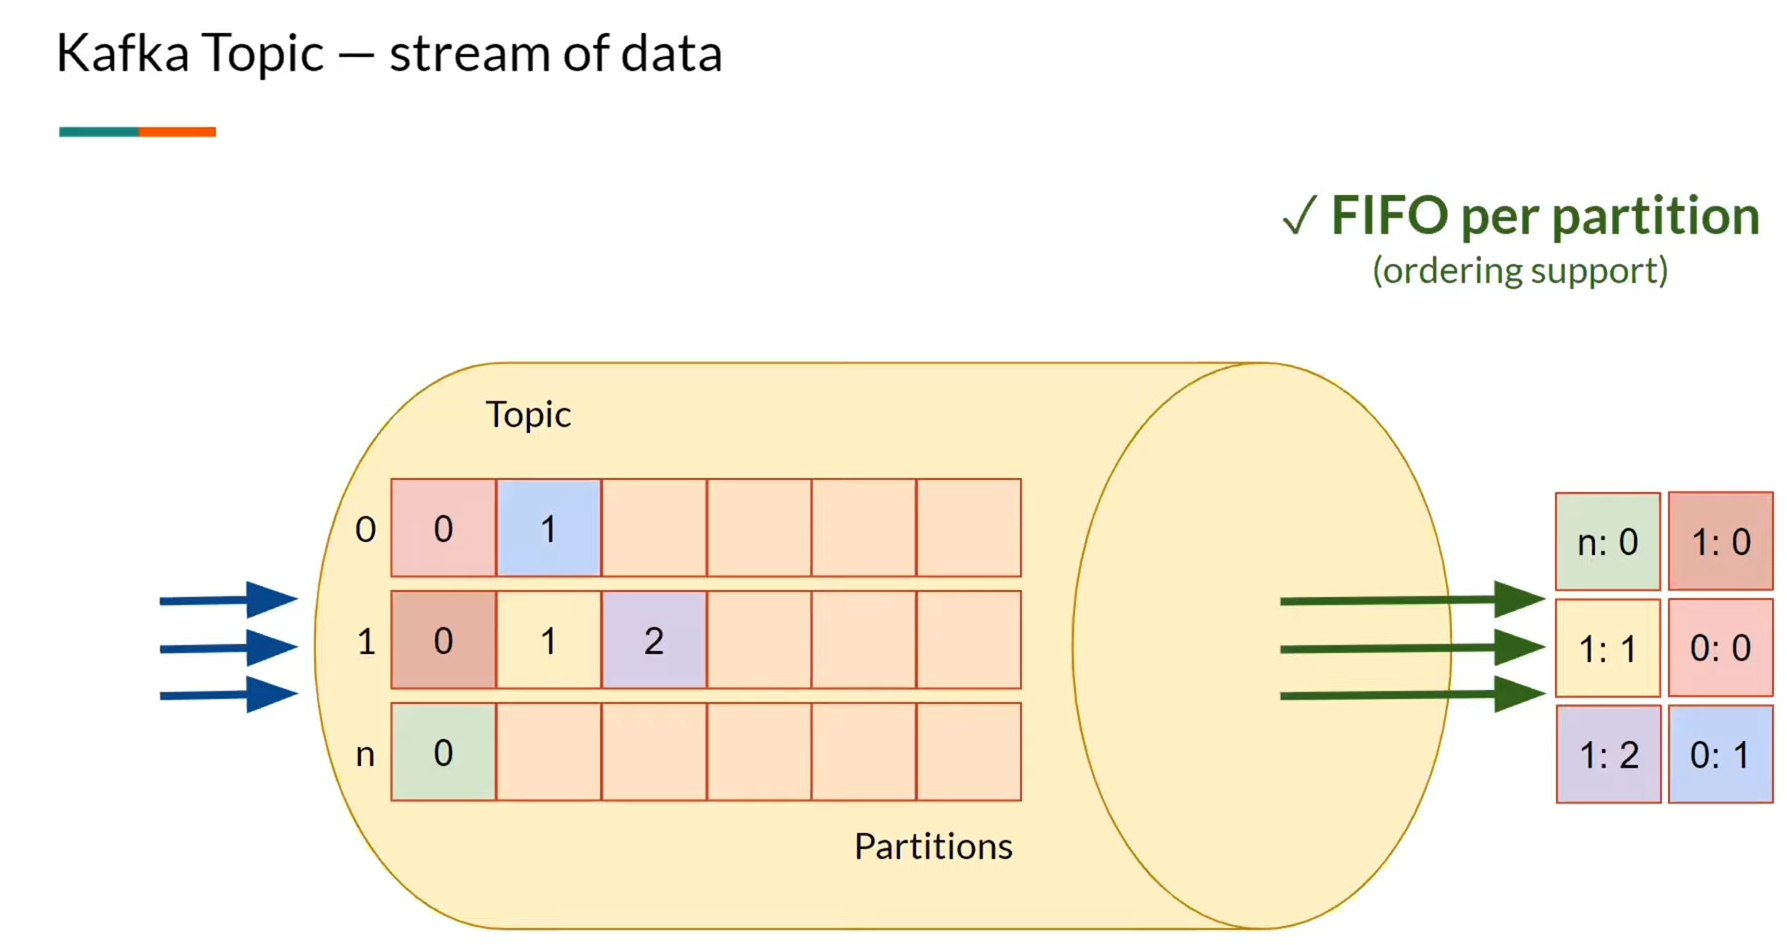 Kafka Topic — stream of data
✓ FIFO per partition
(ordering support)
Topic
0 0 1
1 0 1 2
n 0
Partitions
n: 0 1: 0
1: 1 0: 0
1: 2 0: 1